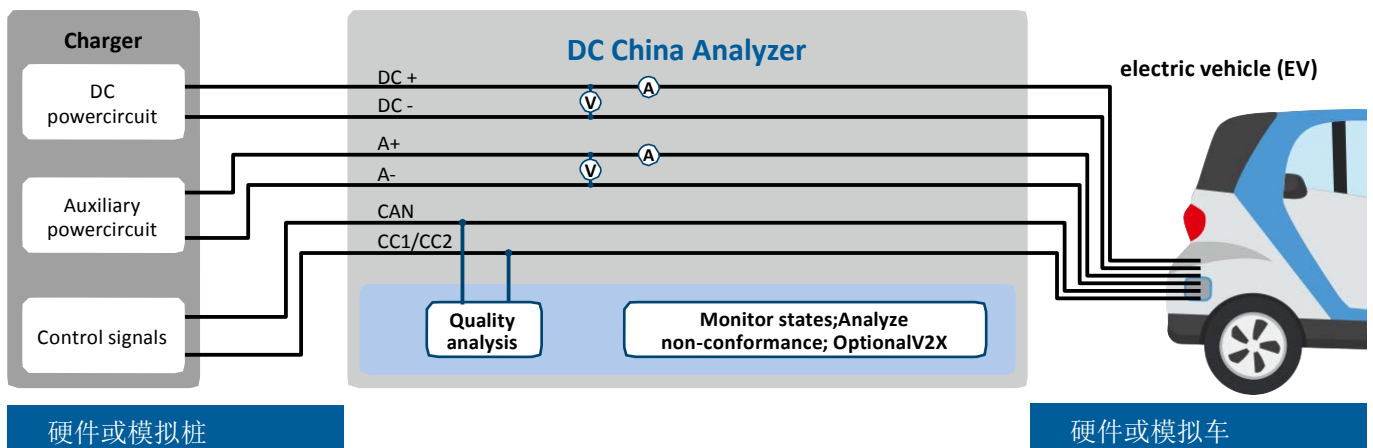 Charger
DC
powercircuit
Auxiliary
powercircuit
Control signals
DC China Analyzer
DC +
A
V
DC -
A+
A
V
A-
CAN
CC1/CC2
Quality
analysis
Monitor states;Analyze
non-conformance; OptionalV2X
electric vehicle (EV)
硬件或模拟桩
硬件或模拟车